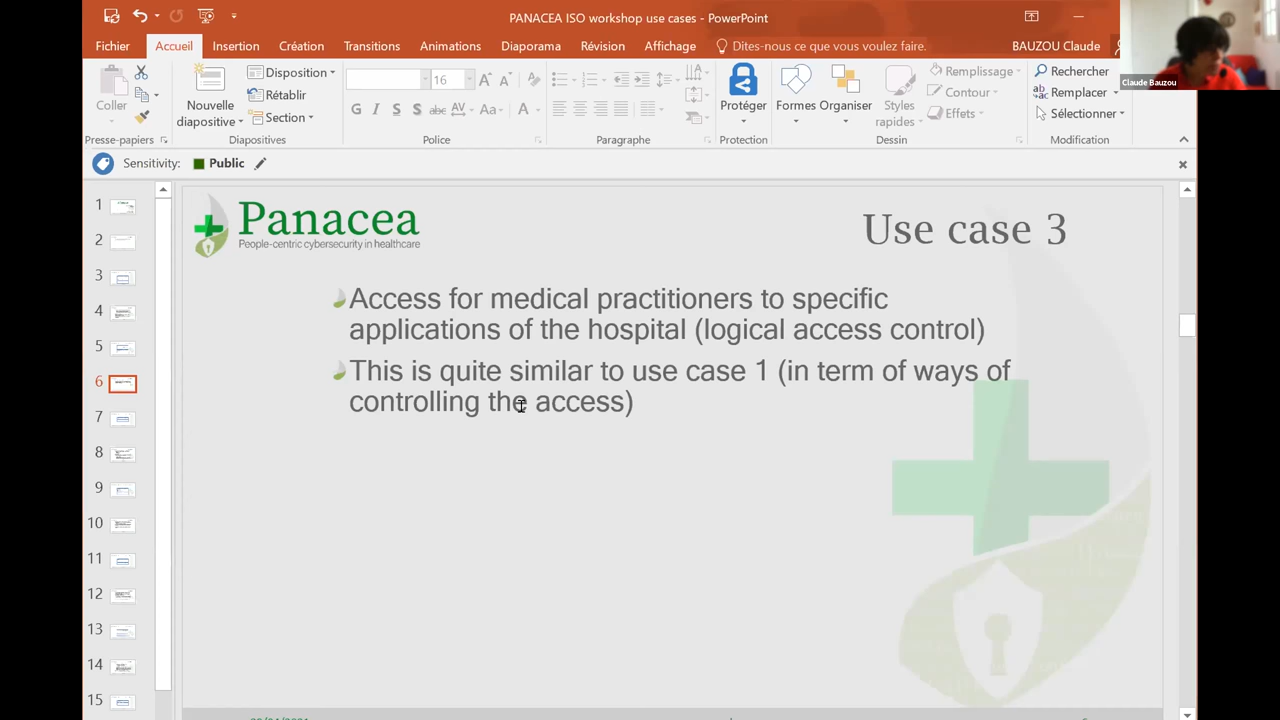 PANACEA ISO workshop use cases - PowerPoint
Fichier Accueil Insertion Création Transitions Animations Diaporama Révision Affichage Dites-nous ce que vous voulez faire. BAUZOU Claude
Claude Bauzou
Coller
Presse-papiers
Nouvelle
diapositive
Disposition
Rétablir
Section
Diapositives
16
G I S S abc AV Aa A
Police
Paragraphe
Protéger
Protection
Formes Organiser Styles
rapides
Remplissage
Contour
Effets
Dessin
Rechercher
Remplacer
Sélectionner
Modification
Sensitivity: Public
1
2
3
4
5
6
7
8
9
10
11
12
13
14
15
Panacea
People-centric cybersecurity in healthcare
Use case 3
Access for medical practitioners to specific
applications of the hospital (logical access control)
This is quite similar to use case 1 (in term of ways of
controlling the access)